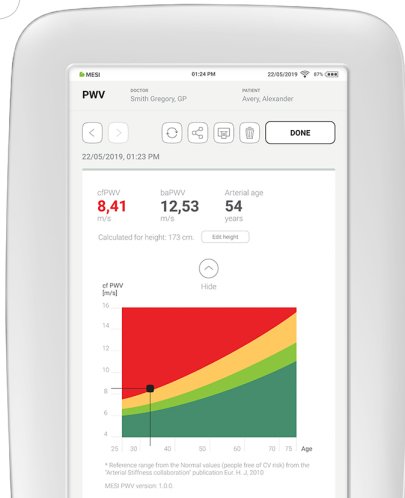 MESI 01:24 PM 22/05/2019 87%
PWV
DOCTOR PATIENT
Smith Gregory, GP Avery, Alexander
DONE
22/05/2019, 01:23 PM
cfPWV baPWV Arterial age
8,41 12,53 54
m/s m/s years
Calculated for height: 173 cm Edit height
Hide
cf PWV
[m/s]
16
14
12
10
8
6
4
25 30 40 50 60 70 75 Age
* Reference range from the Normal values (people free of CV risk) from the
"Arterial Stiffness collaboration" publication Eur. H. J, 2010
MESI PWV version: 1.0.0.